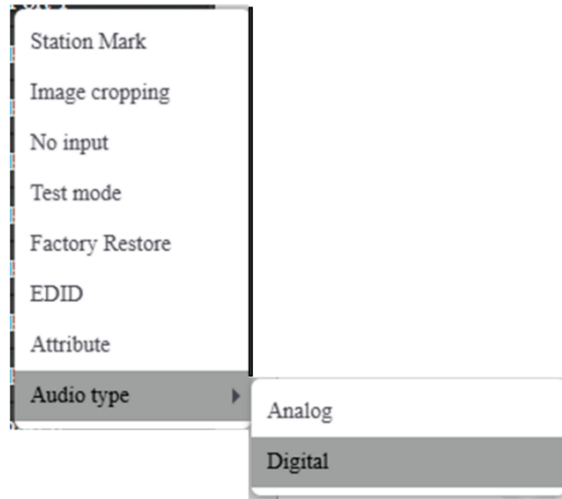 Station Mark
Image cropping
No input
Test mode
Factory Restore
EDID
Attribute
Audio type
Analog
Digital